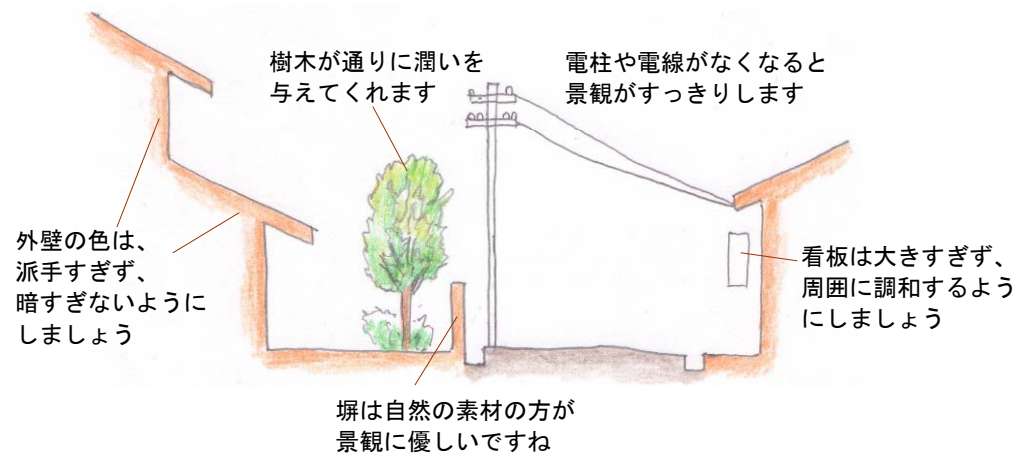 樹木が通りに潤いを
与えてくれます
電柱や電線がなくなると
景観がすっきりします
外壁の色は、
派手すぎず、
暗すぎないように
しましょう
看板は大きすぎず、
周囲に調和するよう
にしましょう
塀は自然の素材の方が
景観に優しいですね